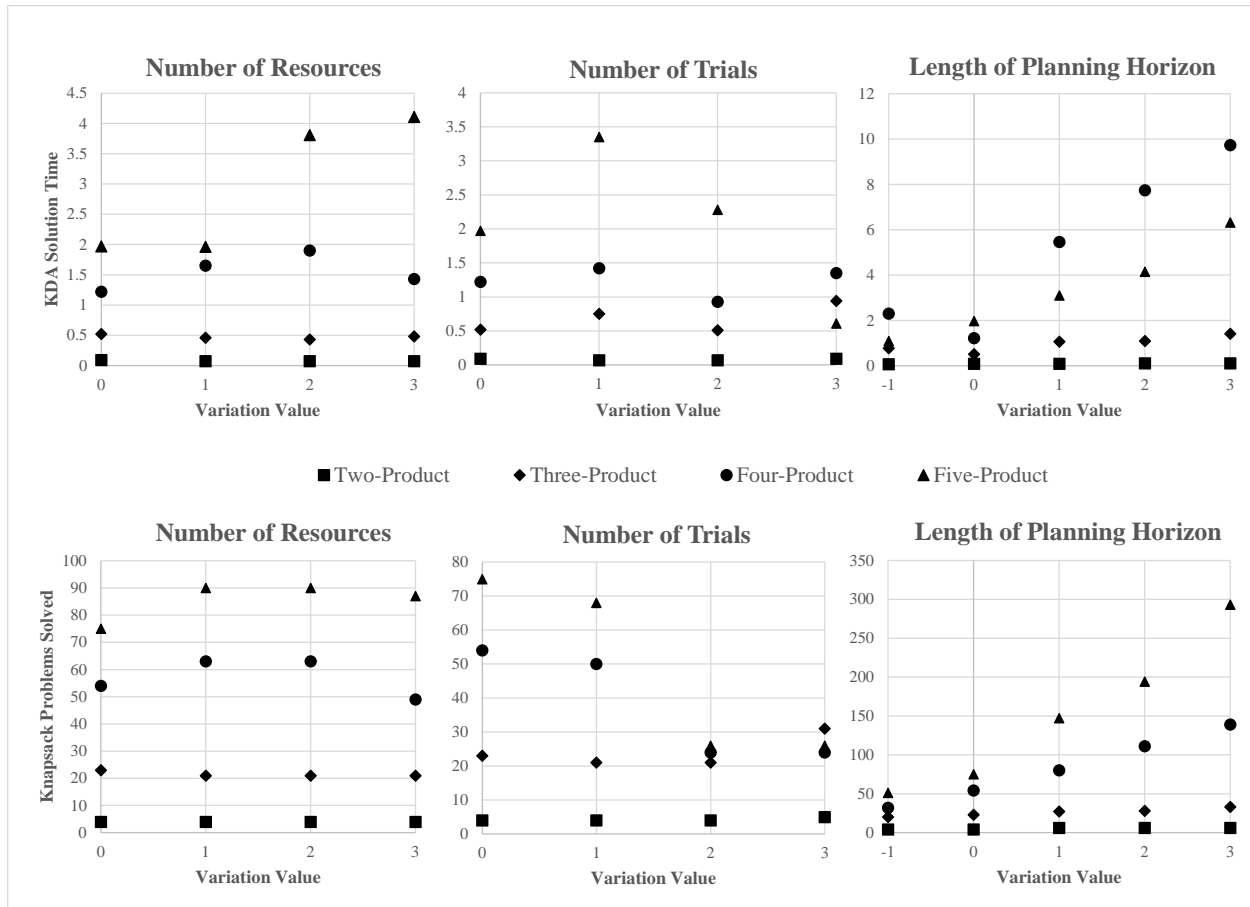 Number of Resources
Number of Trials
Length of Planning Horizon
KDA Solution Time
4.5
4
3.5
3
2.5
2
1.5
1
0.5
0
0 1 2 3
Variation Value
4
3.5
3
2.5
2
1.5
1
0.5
0
0 1 2 3
Variation Value
12
10
8
6
4
2
0
-1 0 1 2 3
Variation Value
Two-Product Three-Product Four-Product Five-Product
Number of Resources
Number of Trials
Length of Planning Horizon
Knapsack Problems Solved
100
90
80
70
60
50
40
30
20
10
0
0 1 2 3
Variation Value
80
70
60
50
40
30
20
10
0
0 1 2 3
Variation Value
350
300
250
200
150
100
50
0
-1 0 1 2 3
Variation Value